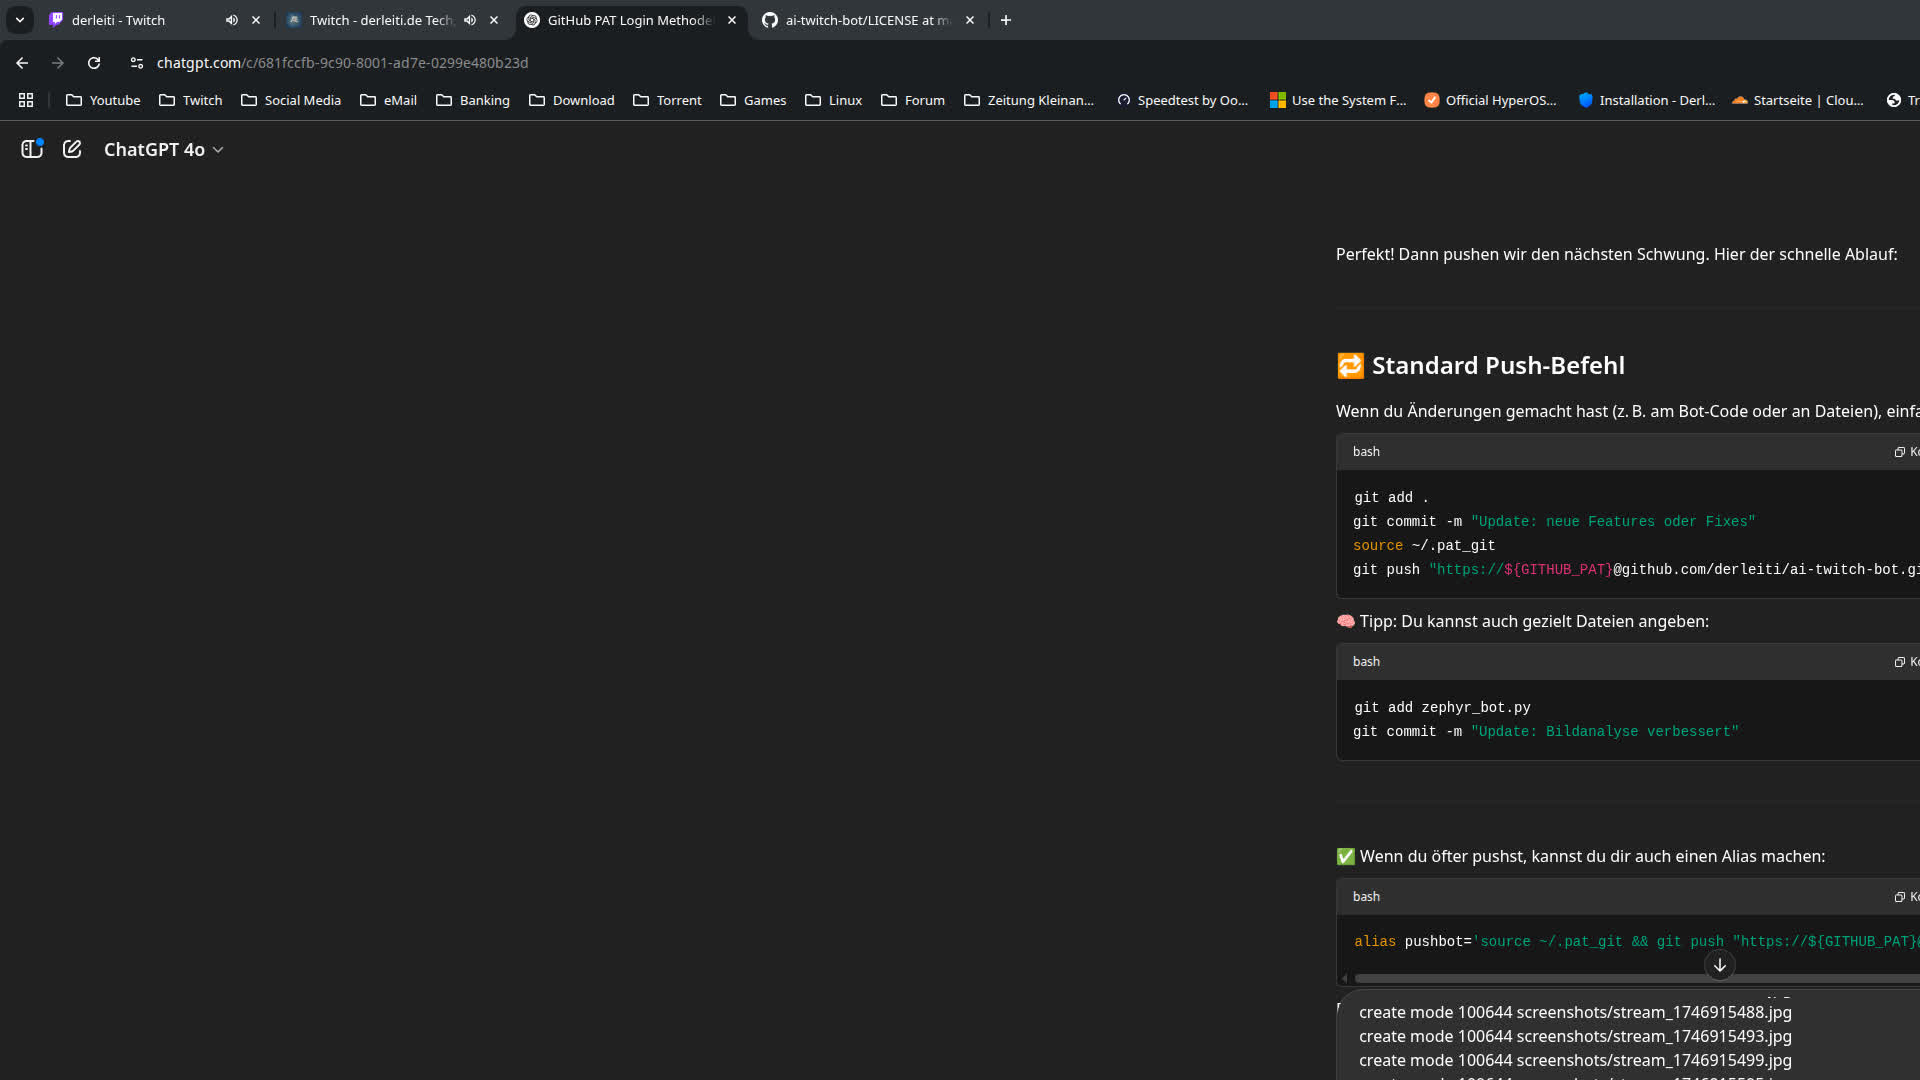 derleiti - Twitch
Twitch - derleiti.de Tech
GitHub PAT Login Methode
ai-twitch-bot/LICENSE at m
chatgpt.com/c/681fccfb-9c90-8001-ad7e-0299e480b23d
Youtube
Twitch
Social Media
eMail
Banking
Download
Torrent
Games
Linux
Forum
Zeitung Kleinan...
Speedtest by Oo...
Use the System F...
Official HyperOS...
Installation - Derl...
Startseite | Clou...
Tr
ChatGPT 4o
Perfekt! Dann pushen wir den nächsten Schwung. Hier der schnelle Ablauf:
🔁 Standard Push-Befehl
Wenn du Änderungen gemacht hast (z. B. am Bot-Code oder an Dateien), einfa
bash
Ko
git add .
git commit -m "Update: neue Features oder Fixes"
source ~/.pat_git
git push "https://${GITHUB_PAT}@github.com/derleiti/ai-twitch-bot.gi
🧠 Tipp: Du kannst auch gezielt Dateien angeben:
bash
Ko
git add zephyr_bot.py
git commit -m "Update: Bildanalyse verbessert"
✅ Wenn du öfter pushst, kannst du dir auch einen Alias machen:
bash
Ko
alias pushbot='source ~/.pat_git && git push "https://${GITHUB_PAT}@
create mode 100644 screenshots/stream_1746915488.jpg
create mode 100644 screenshots/stream_1746915493.jpg
create mode 100644 screenshots/stream_1746915499.jpg